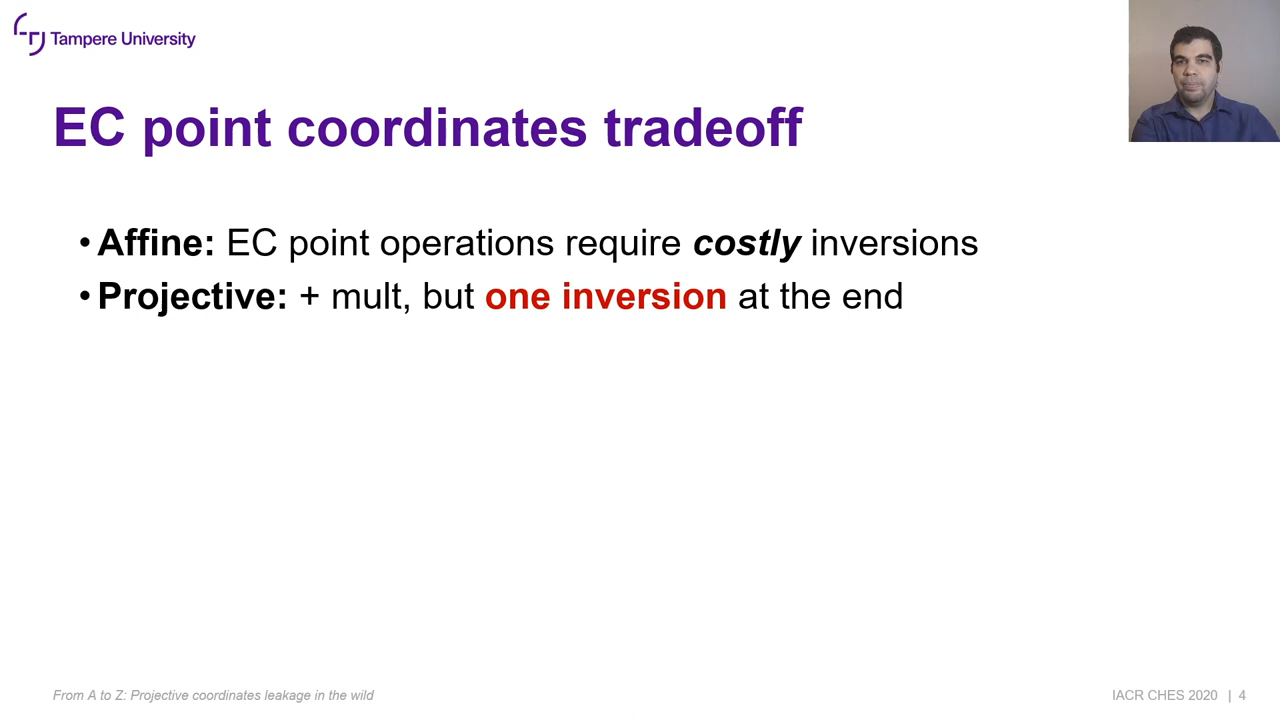 Tampere University
EC point coordinates tradeoff
• Affine: EC point operations require costly inversions
• Projective: + mult, but one inversion at the end
From A to Z: Projective coordinates leakage in the wild
IACR CHES 2020 | 4